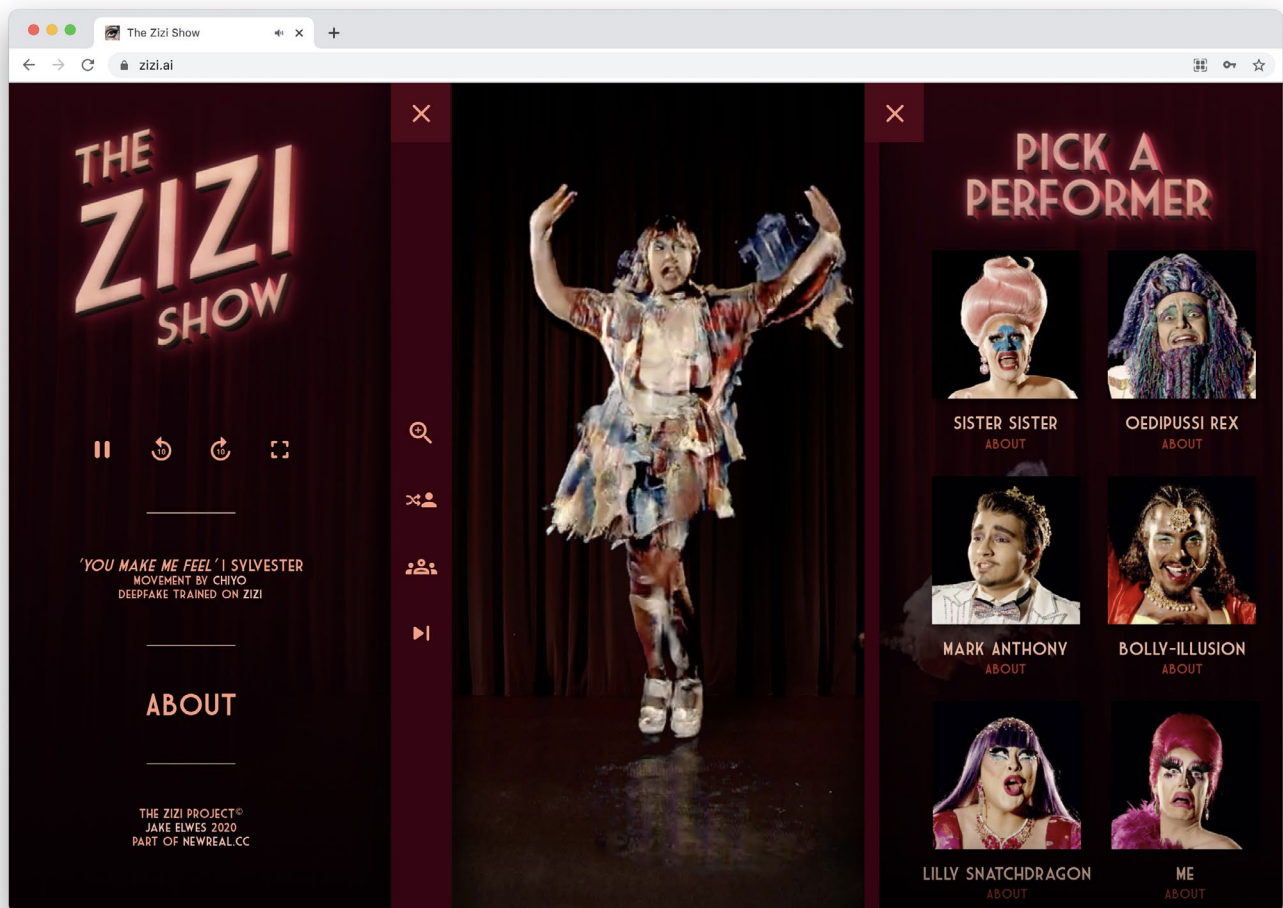 The Zizi Show
zizi.ai
THE
ZIZI
SHOW
10
10
'YOU MAKE ME FEEL' | SYLVESTER
MOVEMENT BY CHIYO
DEEPFAKE TRAINED ON ZIZI
ABOUT
THE ZIZI PROJECT©
JAKE ELWES 2020
PART OF NEWREAL.CC
PICK A
PERFORMER
SISTER SISTER
ABOUT
OEDIPUSSI REX
ABOUT
MARK ANTHONY
ABOUT
BOLLY-ILLUSION
ABOUT
LILLY SNATCHDRAGON
ABOUT
ME
ABOUT